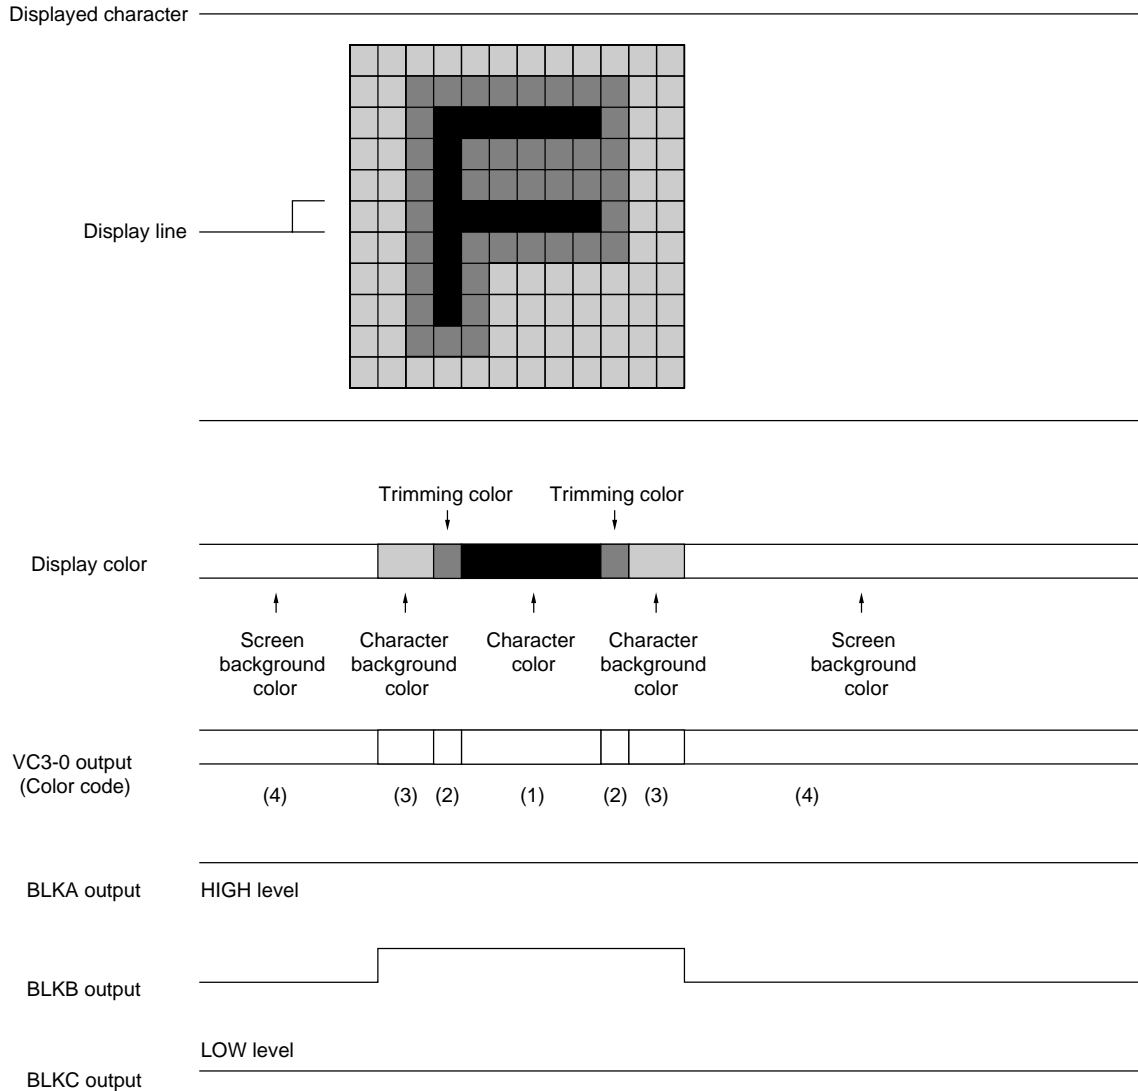 Displayed character
Display line
Trimming color Trimming color
Display color
Screen background color
Character background color
Character color
Character background color
Screen background color
VC3-0 output
(Color code)
(4) (3) (2) (1) (2) (3) (4)
BLKA output HIGH level
BLKB output
LOW level
BLKC output